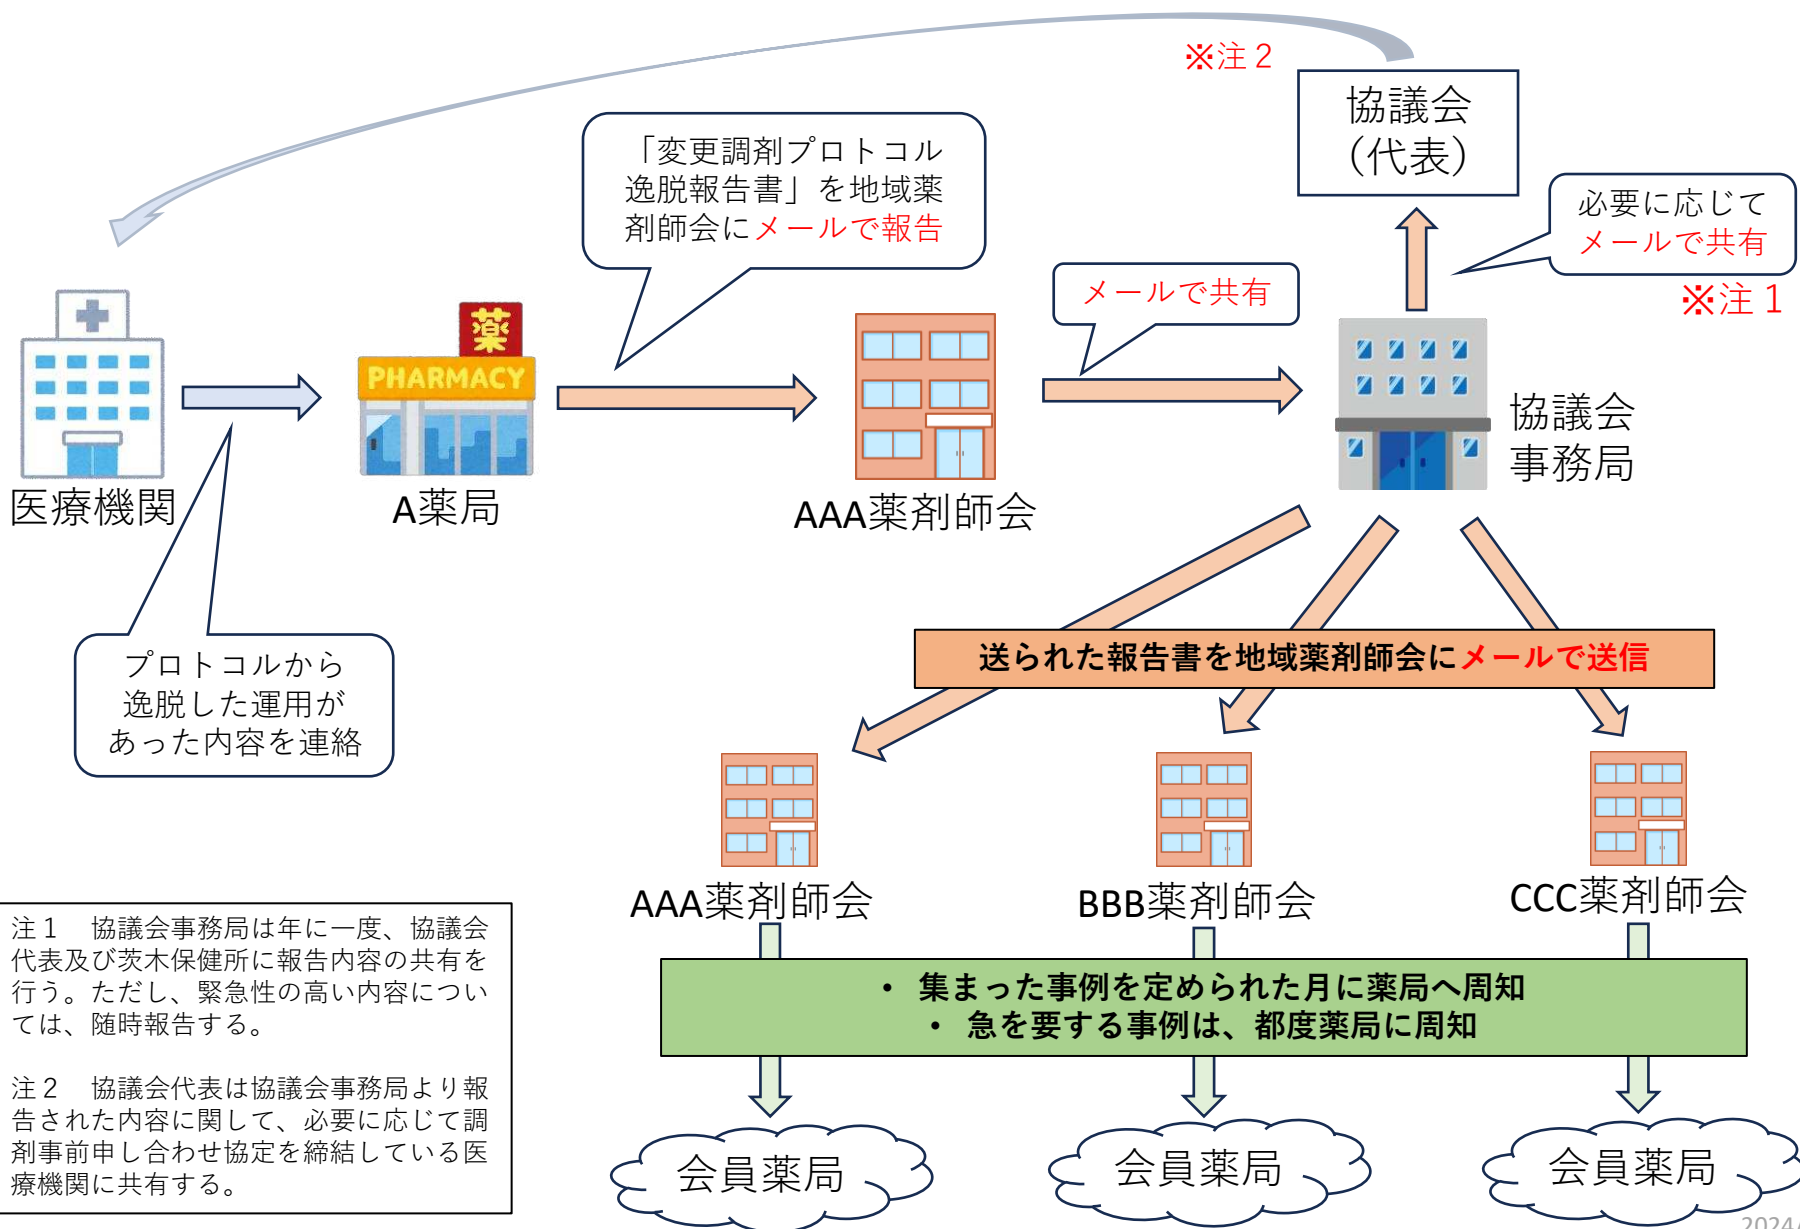 ※注２
協議会
（代表）
「変更調剤プロトコル
逸脱報告書」を地域薬
剤師会にメールで報告
必要に応じて
メールで共有
※注１
メールで共有
薬
PHARMACY
医療機関
A薬局
AAA薬剤師会
協議会
事務局
プロトコルから
逸脱した運用が
あった内容を連絡
送られた報告書を地域薬剤師会にメールで送信
AAA薬剤師会
BBB薬剤師会
CCC薬剤師会
• 集まった事例を定められた月に薬局へ周知
• 急を要する事例は、都度薬局に周知
会員薬局
会員薬局
会員薬局
注１　協議会事務局は年に一度、協議会
代表及び茨木保健所に報告内容の共有を
行う。ただし、緊急性の高い内容につい
ては、随時報告する。
注２　協議会代表は協議会事務局より報
告された内容に関して、必要に応じて調
剤事前申し合わせ協定を締結している医
療機関に共有する。